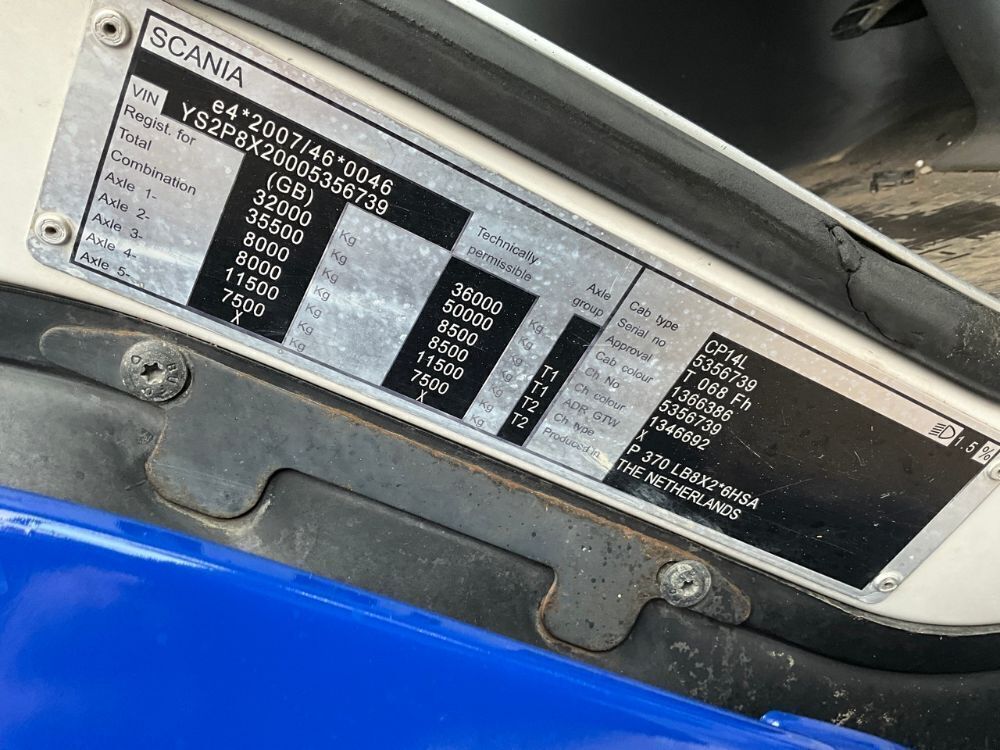 SCANIA
e4*2007/46*0046
VIN YS2P8X20005356739
Regist. for (GB)
Total 32000 Kg 36000 Kg
Combination 35500 Kg 50000 Kg
Axle 1- 8000 Kg 8500 Kg T1
Axle 2- 8000 Kg 8500 Kg T1
Axle 3- 11500 Kg 11500 Kg T2
Axle 4- 7500 Kg 7500 Kg T2
Axle 5- X Kg X
Technically
permissible
Axle
group
Cab type CP14L
Serial no 5356739
Approval T 068 Fh
Cab colour 1366386
Ch No 5356739
Ch colour 1346692
ADR GTW X
Ch type P 370 LB8X2*6HSA
Produced in THE NETHERLANDS
1.5 %